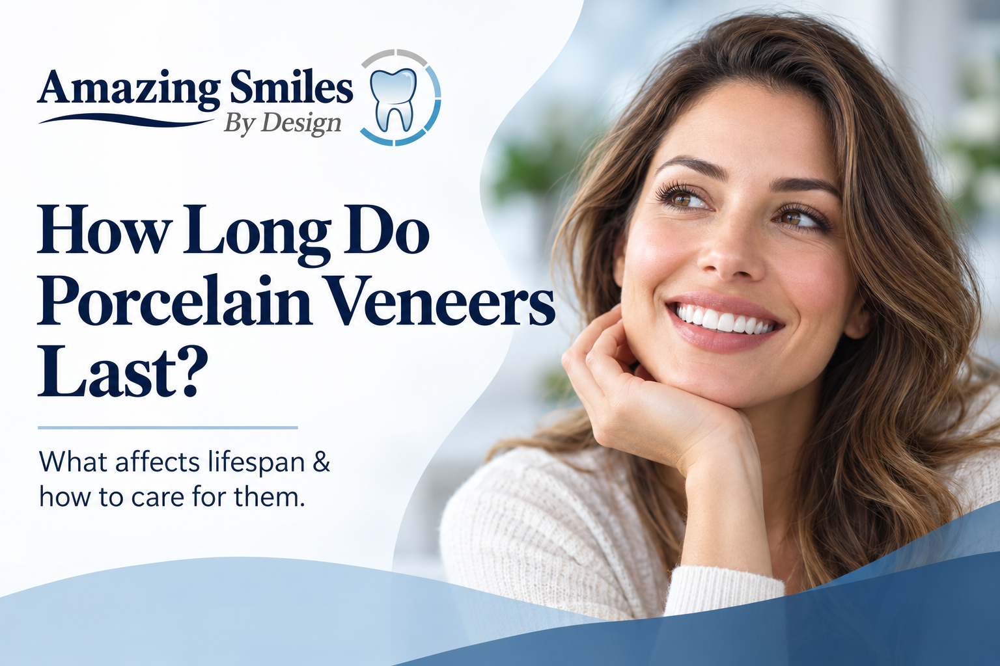 Amazing Smiles
By Design
How Long Do
Porcelain Veneers
Last?
What affects lifespan &
how to care for them.